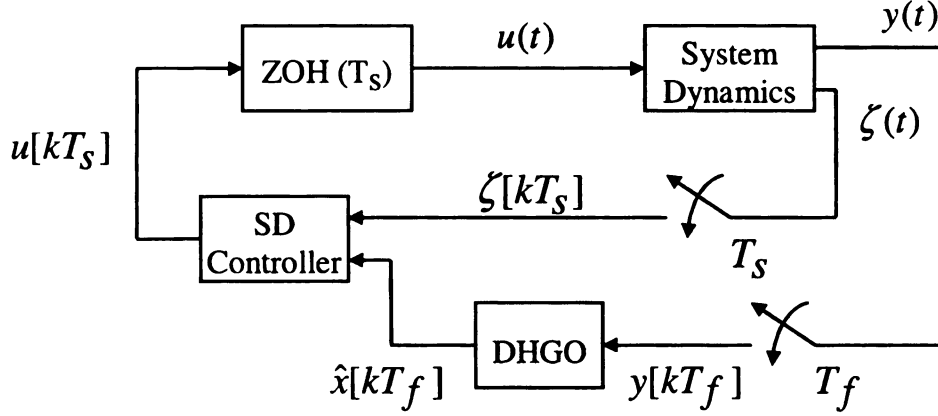 y(t)
u(t)
ZOH (T_s)
System
Dynamics
ζ(t)
u[kT_s]
ζ[kT_s]
SD
Controller
T_s
DHGO
x̂[kT_f]
y[kT_f]
T_f